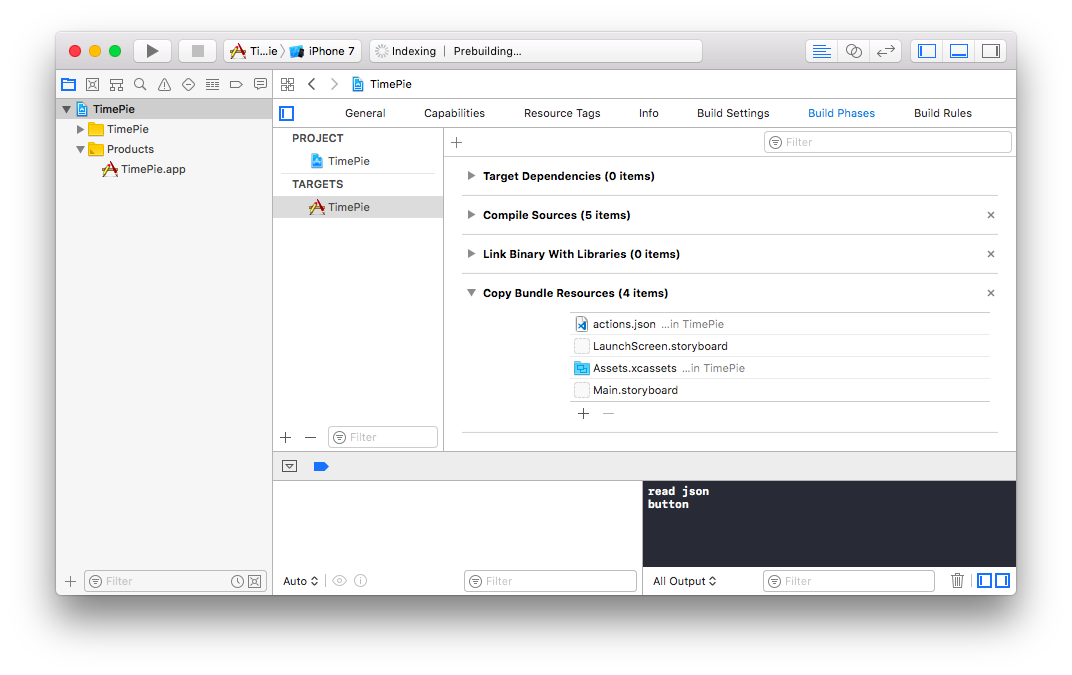 Ti...ie iPhone 7 Indexing | Prebuilding...
TimePie
TimePie
TimePie
Products
TimePie.app
General Capabilities Resource Tags Info Build Settings Build Phases Build Rules
PROJECT
TimePie
TARGETS
TimePie
Filter
Target Dependencies (0 items)
Compile Sources (5 items)
Link Binary With Libraries (0 items)
Copy Bundle Resources (4 items)
actions.json ...in TimePie
LaunchScreen.storyboard
Assets.xcassets ...in TimePie
Main.storyboard
Filter
read json
button
Filter
Auto Filter
All Output Filter